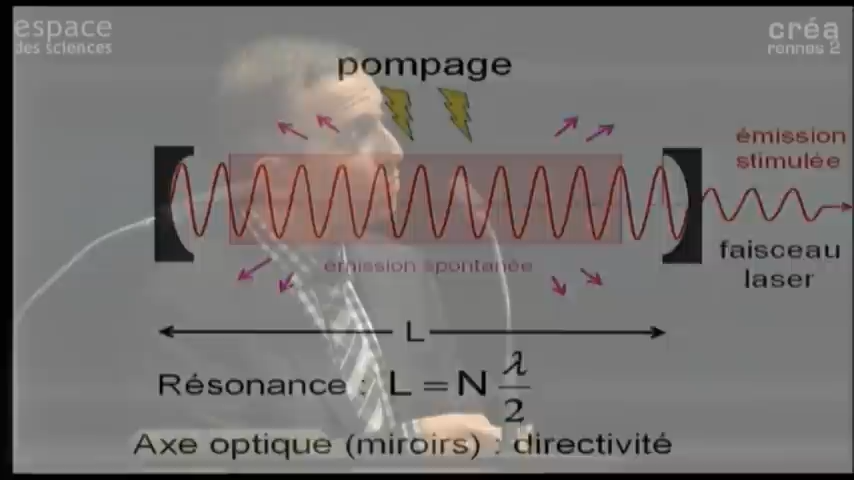 espace
des sciences
créa
rennes 2
pompage
émission
stimulée
émission spontanée
faisceau
laser
L
Résonance : L = N λ/2
Axe optique (miroirs) : directivité